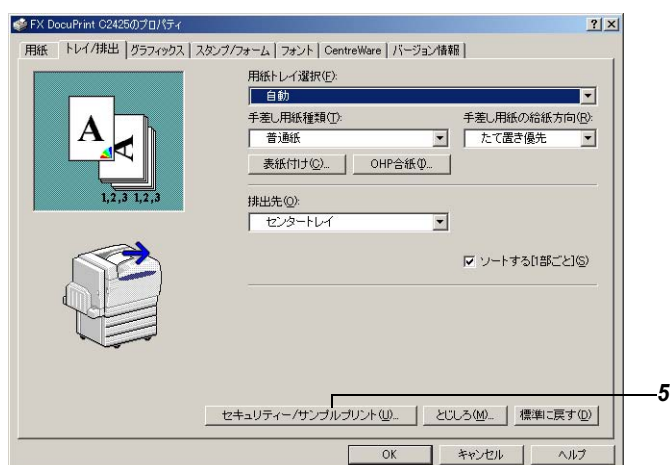 FX DocuPrint C2425のプロパティ
用紙 トレイ/排出 グラフィックス スタンプ/フォーム フォント CentreWare バージョン情報
用紙トレイ選択(F):
自動
手差し用紙種類(T):
普通紙
手差し用紙の給紙方向(R):
たて置き優先
表紙付け(C)... OHP合紙(I)...
A A
1,2,3 1,2,3
排出先(O):
センタートレイ
ソートする[1部ごと](S)
セキュリティー/サンプルプリント(U)... とじしろ(M)... 標準に戻す(D)
5
OK キャンセル ヘルプ